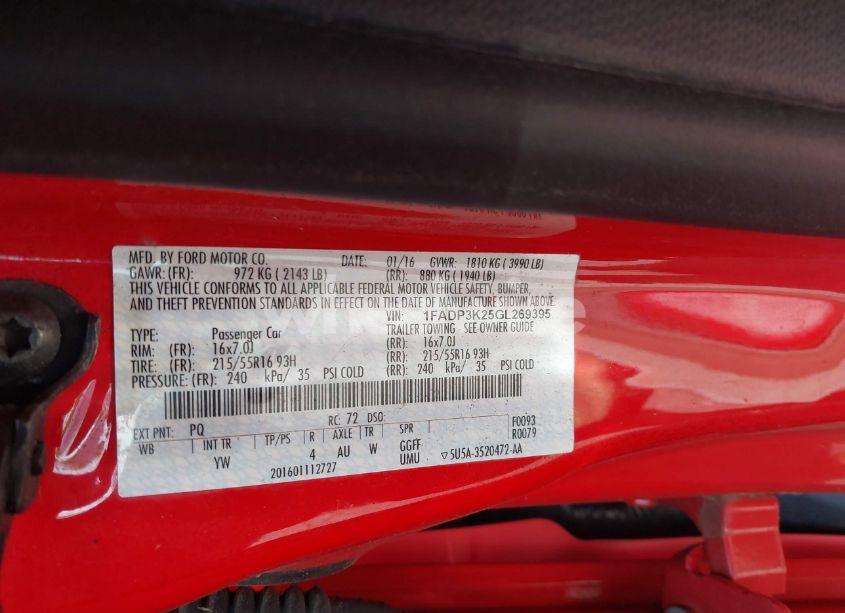 MFD. BY FORD MOTOR CO. DATE: 01/16 GVWR: 1810 KG ( 3990 LB)
GAWR: (FR): 972 KG ( 2143 LB) (RR): 880 KG ( 1940 LB)
THIS VEHICLE CONFORMS TO ALL APPLICABLE FEDERAL MOTOR VEHICLE SAFETY, BUMPER,
AND THEFT PREVENTION STANDARDS IN EFFECT ON THE DATE OF MANUFACTURE SHOWN ABOVE.
VIN: 1FADP3K25GL269395
TYPE: Passenger Car TRAILER TOWING - SEE OWNER GUIDE
RIM: (FR): 16x7.0J (RR): 16x7.0J
TIRE: (FR): 215/55R16 93H (RR): 215/55R16 93H
PRESSURE: (FR): 240 kPa/ 35 PSI COLD (RR): 240 kPa/ 35 PSI COLD
EXT PNT: PQ RC: 72 DSO: F0093
WB INT TR TP/PS R AXLE TR SPR R0079
YW 4 AU W GGFF
UMU ▽ 5U5A-3520472-AA
201601112727